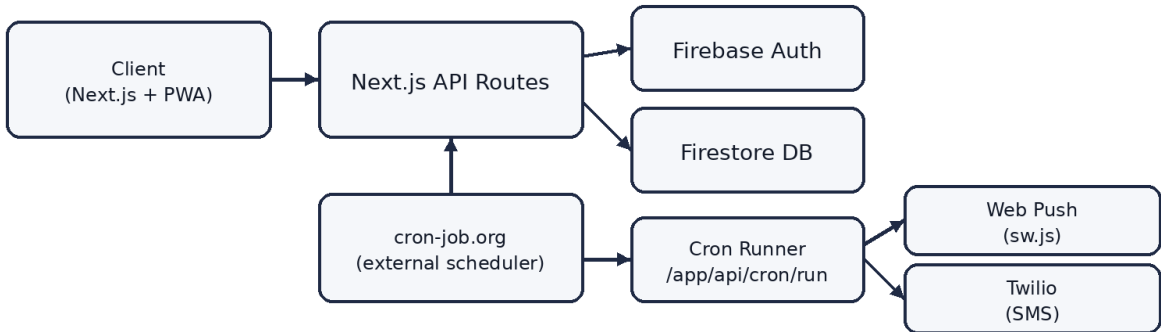 Client
(Next.js + PWA)
Next.js API Routes
Firebase Auth
Firestore DB
cron-job.org
(external scheduler)
Cron Runner
/app/api/cron/run
Web Push
(sw.js)
Twilio
(SMS)